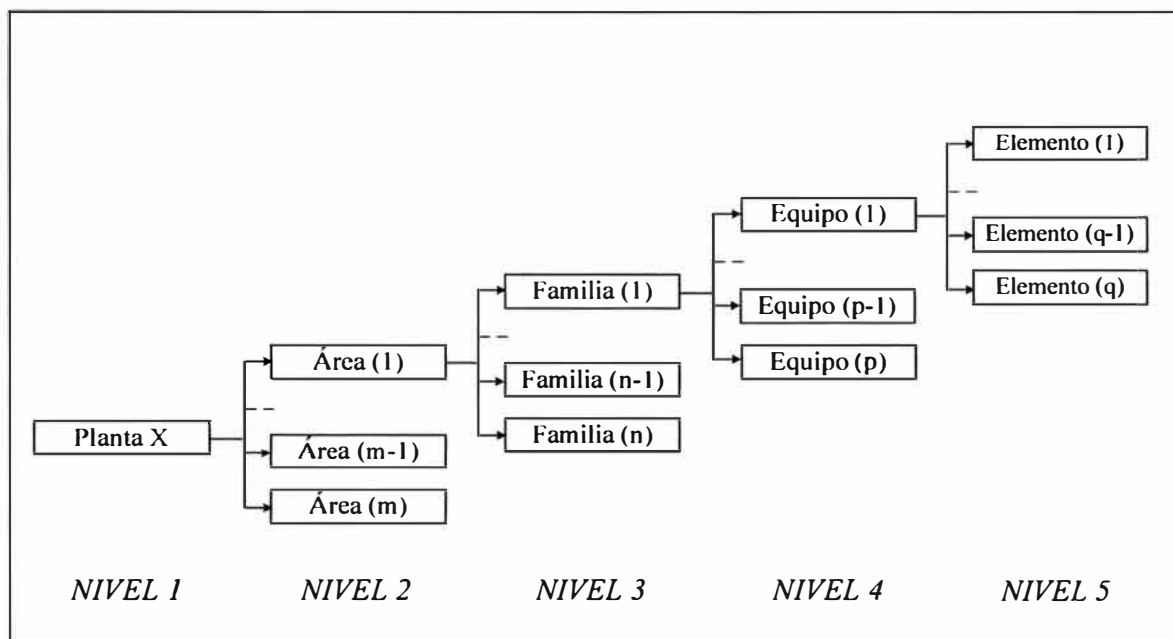 Planta X
Área (1)
Área (m-1)
Área (m)
Familia (1)
Familia (n-1)
Familia (n)
Equipo (1)
Equipo (p-1)
Equipo (p)
Elemento (1)
Elemento (q-1)
Elemento (q)
NIVEL 1
NIVEL 2
NIVEL 3
NIVEL 4
NIVEL 5